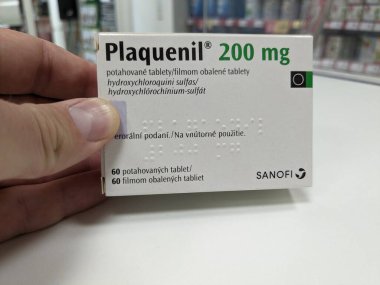 Plaquenil® 200 mg
potahované tablety/filmom obalené tablety
hydroxychloroquini sulfas/
hydroxychlórochínium-sulfát
erorální podání./Na vnútorné použitie.
60 potahovaných tablet/
60 filmom obalených tabliet
SANOFI